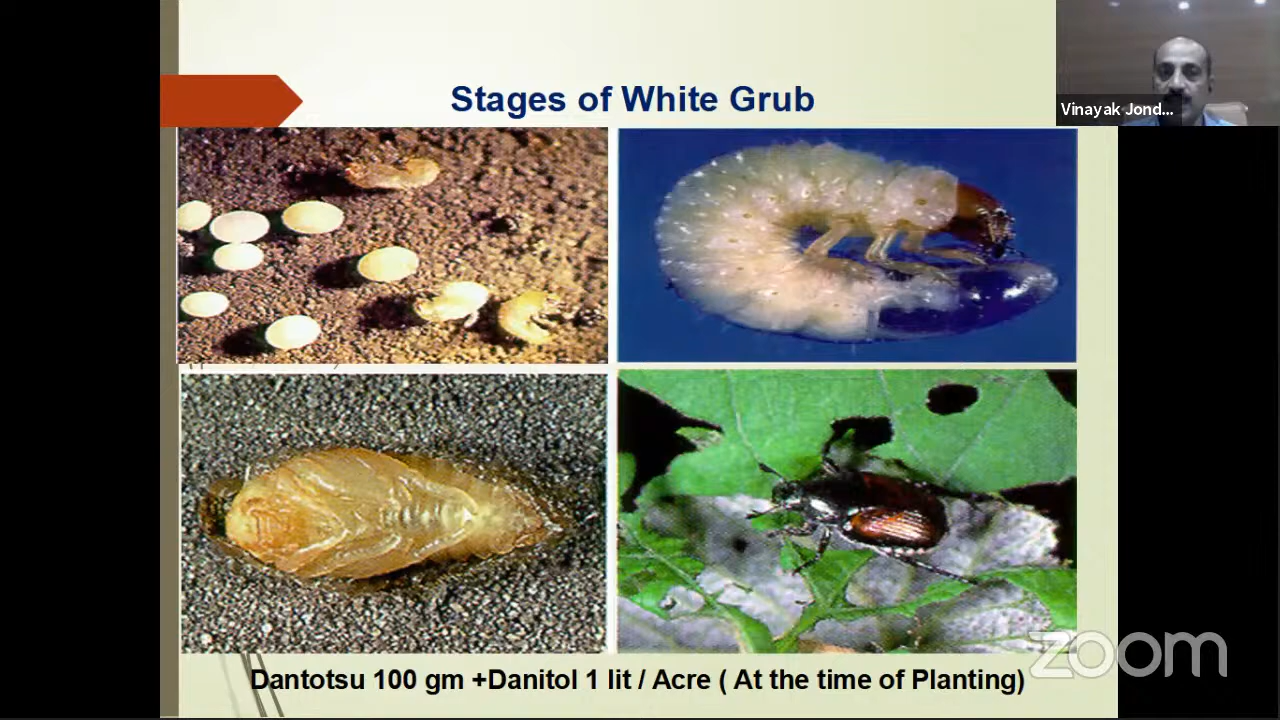 Stages of White Grub
Vinayak Jond...
Dantotsu 100 gm +Danitol 1 lit / Acre ( At the time of Planting)
zoom